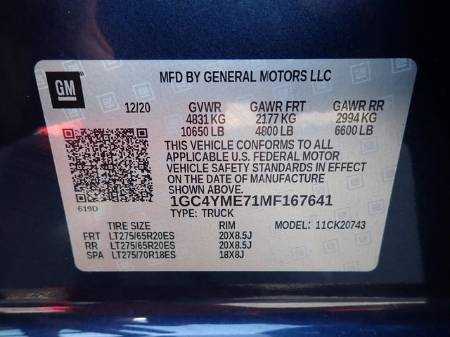 GM
MFD BY GENERAL MOTORS LLC
12/20 GVWR GAWR FRT GAWR RR
4831 KG 2177 KG 2994 KG
10650 LB 4800 LB 6600 LB
THIS VEHICLE CONFORMS TO ALL
APPLICABLE U.S. FEDERAL MOTOR
VEHICLE SAFETY AND THEFT PREVENTION
STANDARDS IN EFFECT ON THE DATE OF
MANUFACTURE SHOWN ABOVE.
1GC4YME71MF167641
619D TYPE: TRUCK
TIRE SIZE RIM MODEL: 11CK20743
FRT LT275/65R20ES 20X8.5J
RR LT275/65R20ES 20X8.5J
SPA LT275/70R18ES 18X8J